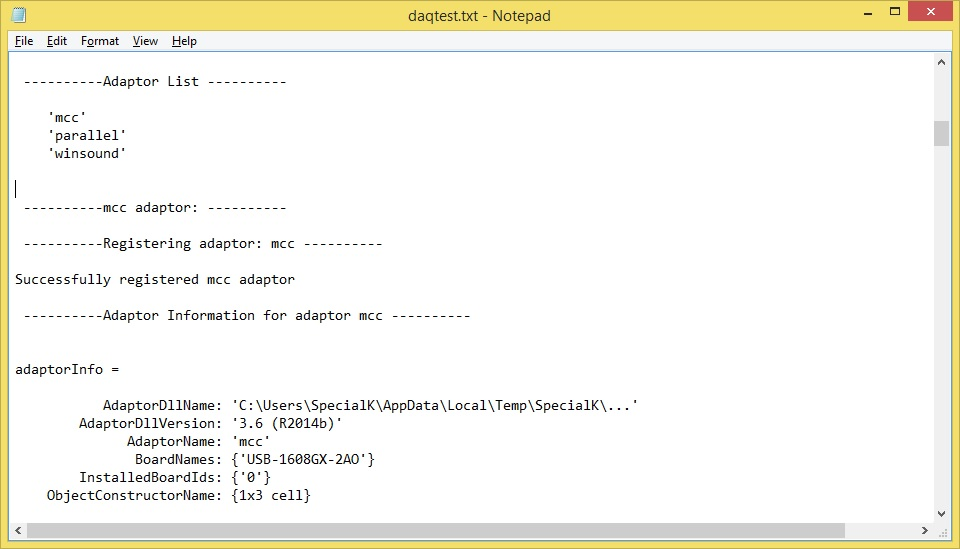 daqtest.txt - Notepad
File Edit Format View Help
----------Adaptor List ----------
'mcc'
'parallel'
'winsound'
----------mcc adaptor: ----------
----------Registering adaptor: mcc ----------
Successfully registered mcc adaptor
----------Adaptor Information for adaptor mcc ----------
adaptorInfo =
AdaptorDllName: 'C:\Users\SpecialK\AppData\Local\Temp\SpecialK\...'
AdaptorDllVersion: '3.6 (R2014b)'
AdaptorName: 'mcc'
BoardNames: {'USB-1608GX-2AO'}
InstalledBoardIds: {'0'}
ObjectConstructorName: {1x3 cell}